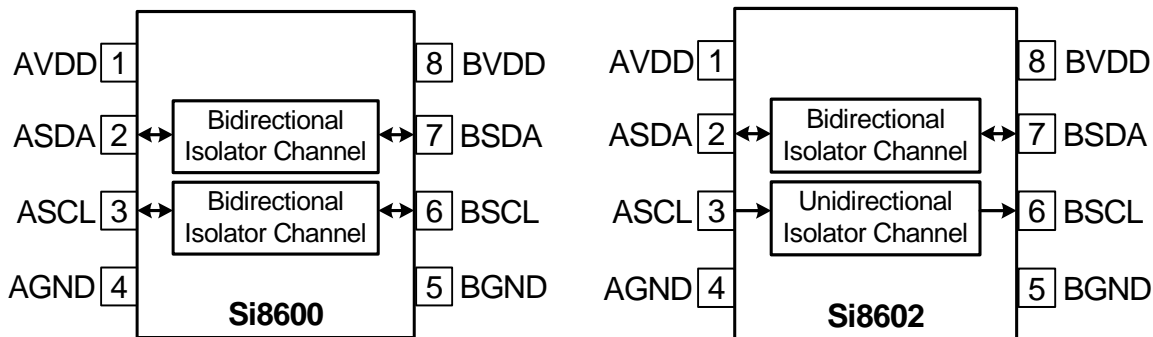 AVDD 1 8 BVDD
ASDA 2 Bidirectional Isolator Channel 7 BSDA
ASCL 3 Bidirectional Isolator Channel 6 BSCL
AGND 4 5 BGND
Si8600
AVDD 1 8 BVDD
ASDA 2 Bidirectional Isolator Channel 7 BSDA
ASCL 3 Unidirectional Isolator Channel 6 BSCL
AGND 4 5 BGND
Si8602